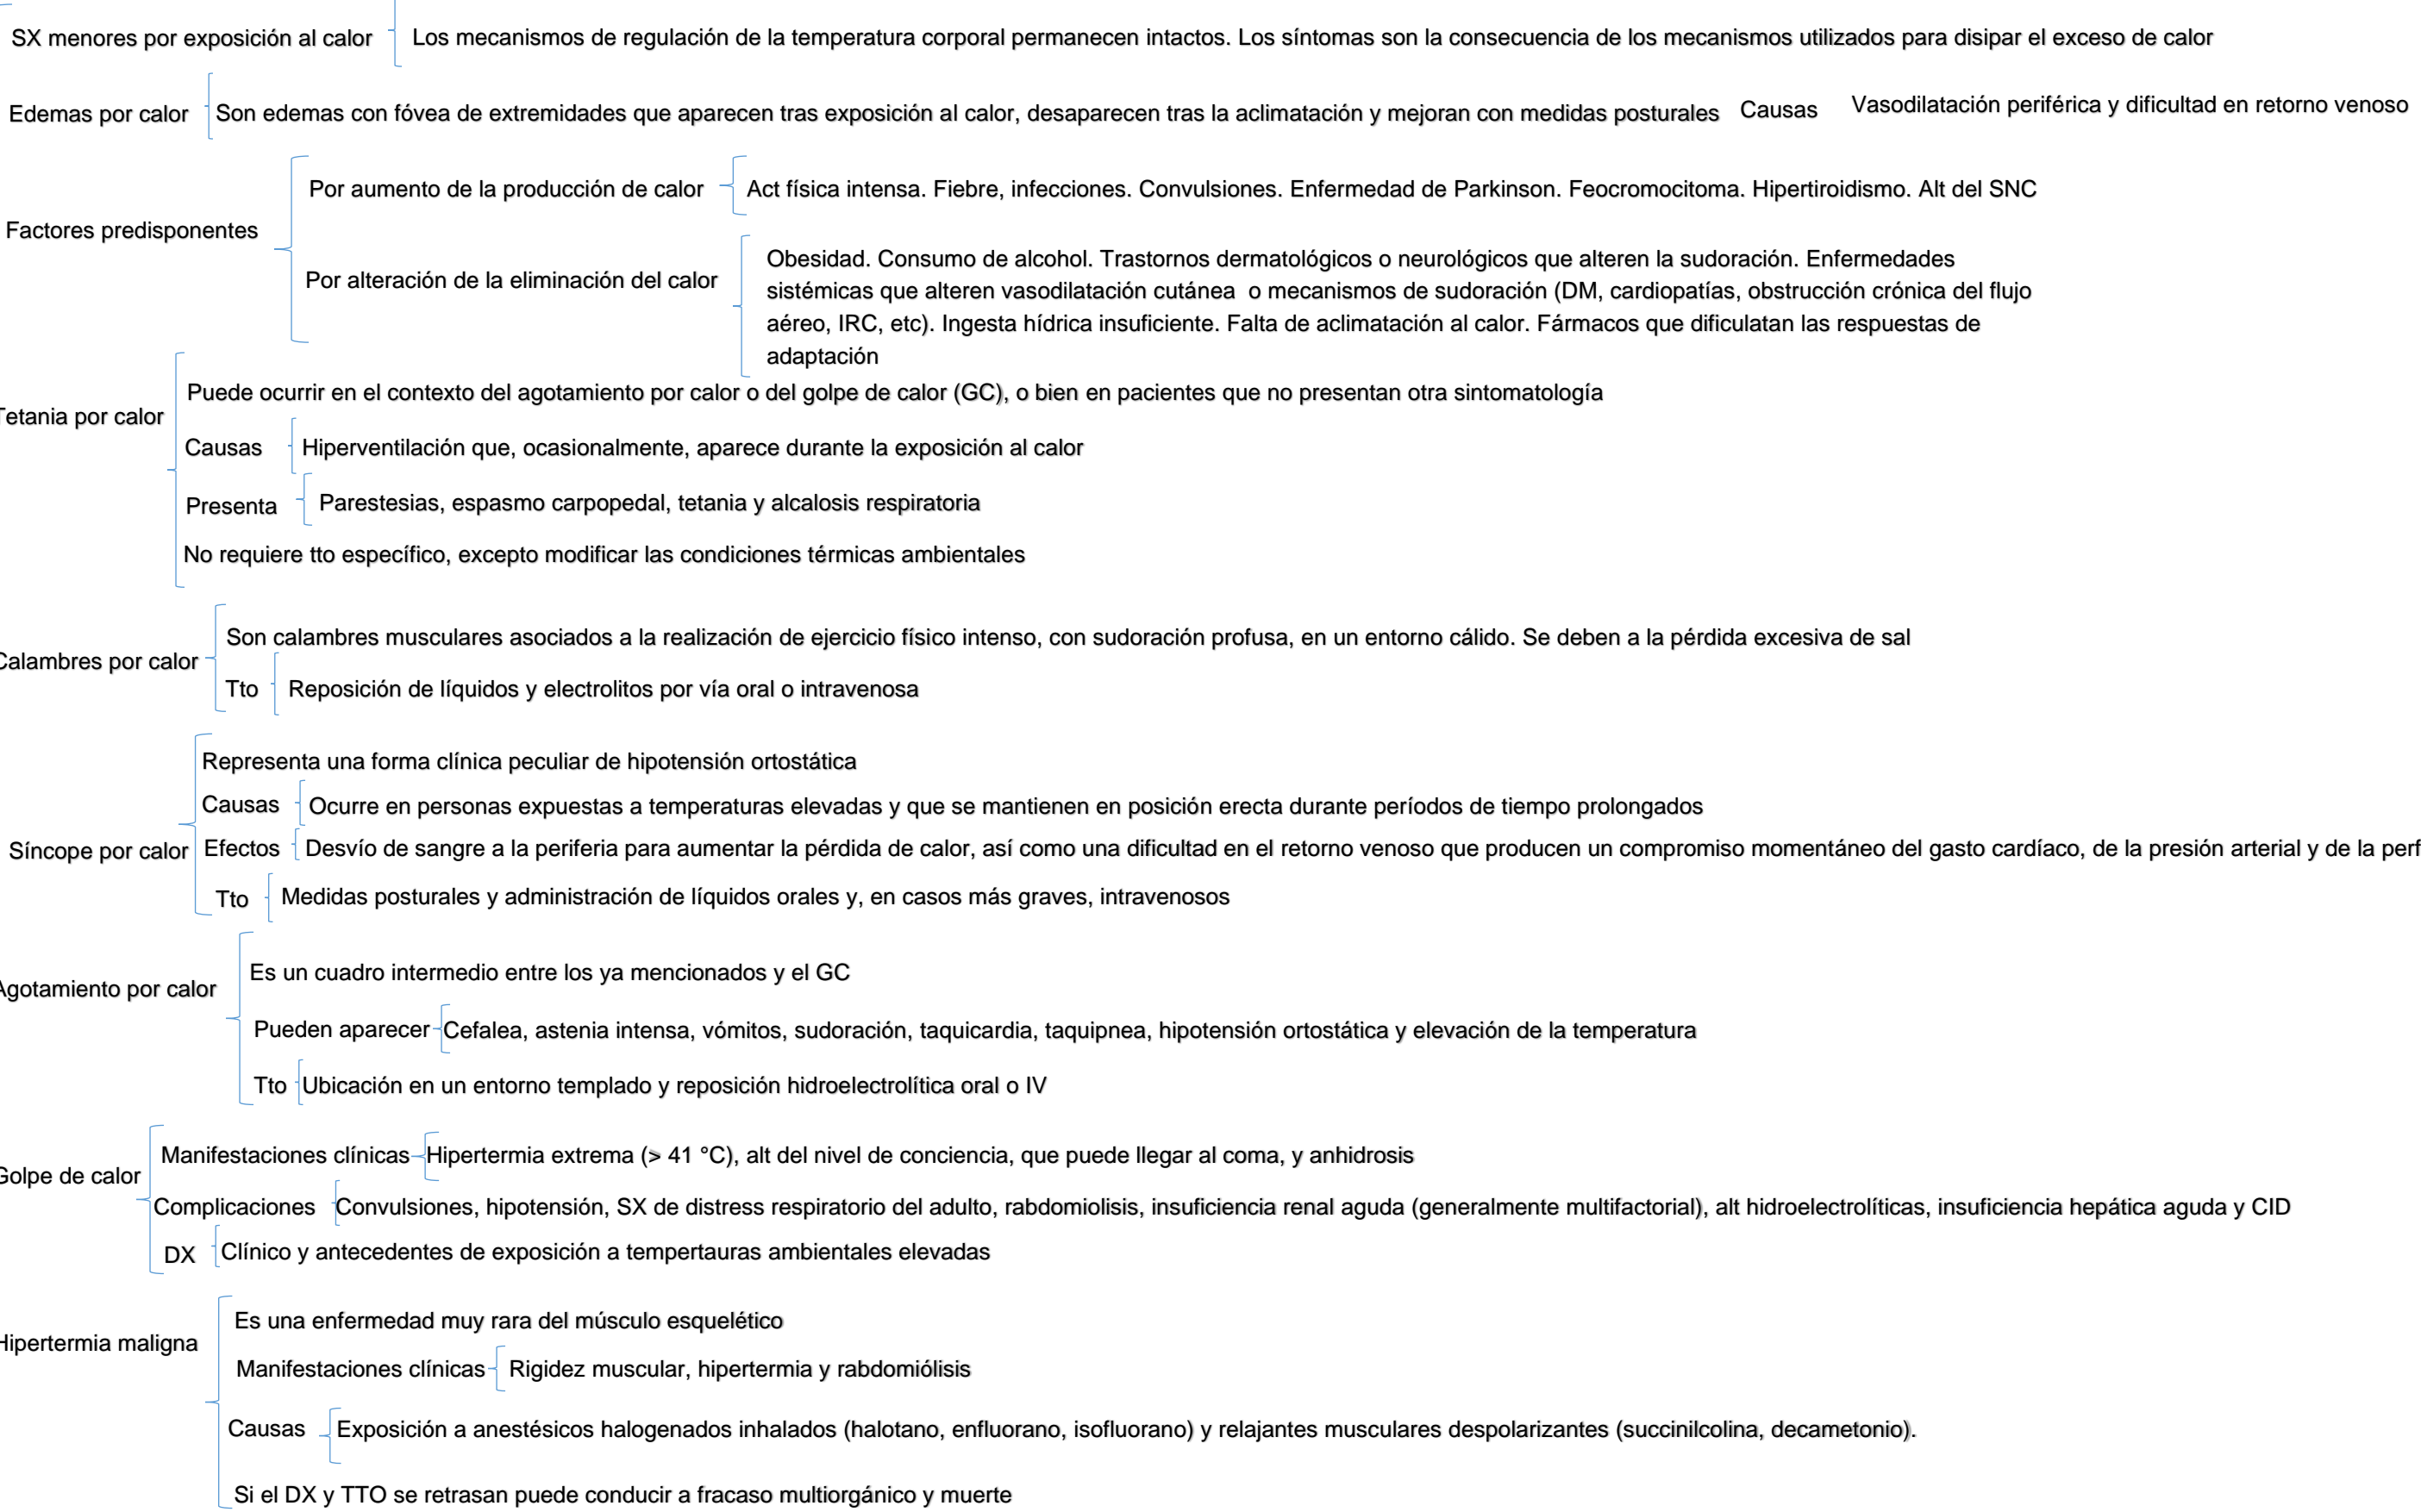 SX menores por exposición al calor
Los mecanismos de regulación de la temperatura corporal permanecen intactos. Los síntomas son la consecuencia de los mecanismos utilizados para disipar el exceso de calor
Edemas por calor
Son edemas con fóvea de extremidades que aparecen tras exposición al calor, desaparecen tras la aclimatación y mejoran con medidas posturales
Causas
Vasodilatación periférica y dificultad en retorno venoso
Factores predisponentes
Por aumento de la producción de calor
Act física intensa. Fiebre, infecciones. Convulsiones. Enfermedad de Parkinson. Feocromocitoma. Hipertiroidismo. Alt del SNC
Por alteración de la eliminación del calor
Obesidad. Consumo de alcohol. Trastornos dermatológicos o neurológicos que alteren la sudoración. Enfermedades
sistémicas que alteren vasodilatación cutánea o mecanismos de sudoración (DM, cardiopatías, obstrucción crónica del flujo
aéreo, IRC, etc). Ingesta hídrica insuficiente. Falta de aclimatación al calor. Fármacos que dificulatan las respuestas de
adaptación
Tetania por calor
Puede ocurrir en el contexto del agotamiento por calor o del golpe de calor (GC), o bien en pacientes que no presentan otra sintomatología
Causas
Hiperventilación que, ocasionalmente, aparece durante la exposición al calor
Presenta
Parestesias, espasmo carpopedal, tetania y alcalosis respiratoria
No requiere tto específico, excepto modificar las condiciones térmicas ambientales
Calambres por calor
Son calambres musculares asociados a la realización de ejercicio físico intenso, con sudoración profusa, en un entorno cálido. Se deben a la pérdida excesiva de sal
Tto
Reposición de líquidos y electrolitos por vía oral o intravenosa
Síncope por calor
Representa una forma clínica peculiar de hipotensión ortostática
Causas
Ocurre en personas expuestas a temperaturas elevadas y que se mantienen en posición erecta durante períodos de tiempo prolongados
Efectos
Desvío de sangre a la periferia para aumentar la pérdida de calor, así como una dificultad en el retorno venoso que producen un compromiso momentáneo del gasto cardíaco, de la presión arterial y de la perf
Tto
Medidas posturales y administración de líquidos orales y, en casos más graves, intravenosos
Agotamiento por calor
Es un cuadro intermedio entre los ya mencionados y el GC
Pueden aparecer
Cefalea, astenia intensa, vómitos, sudoración, taquicardia, taquipnea, hipotensión ortostática y elevación de la temperatura
Tto
Ubicación en un entorno templado y reposición hidroelectrolítica oral o IV
Golpe de calor
Manifestaciones clínicas
Hipertermia extrema (> 41 °C), alt del nivel de conciencia, que puede llegar al coma, y anhidrosis
Complicaciones
Convulsiones, hipotensión, SX de distress respiratorio del adulto, rabdomiolisis, insuficiencia renal aguda (generalmente multifactorial), alt hidroelectrolíticas, insuficiencia hepática aguda y CID
DX
Clínico y antecedentes de exposición a tempertauras ambientales elevadas
Hipertermia maligna
Es una enfermedad muy rara del músculo esquelético
Manifestaciones clínicas
Rigidez muscular, hipertermia y rabdomiólisis
Causas
Exposición a anestésicos halogenados inhalados (halotano, enfluorano, isofluorano) y relajantes musculares despolarizantes (succinilcolina, decametonio).
Si el DX y TTO se retrasan puede conducir a fracaso multiorgánico y muerte